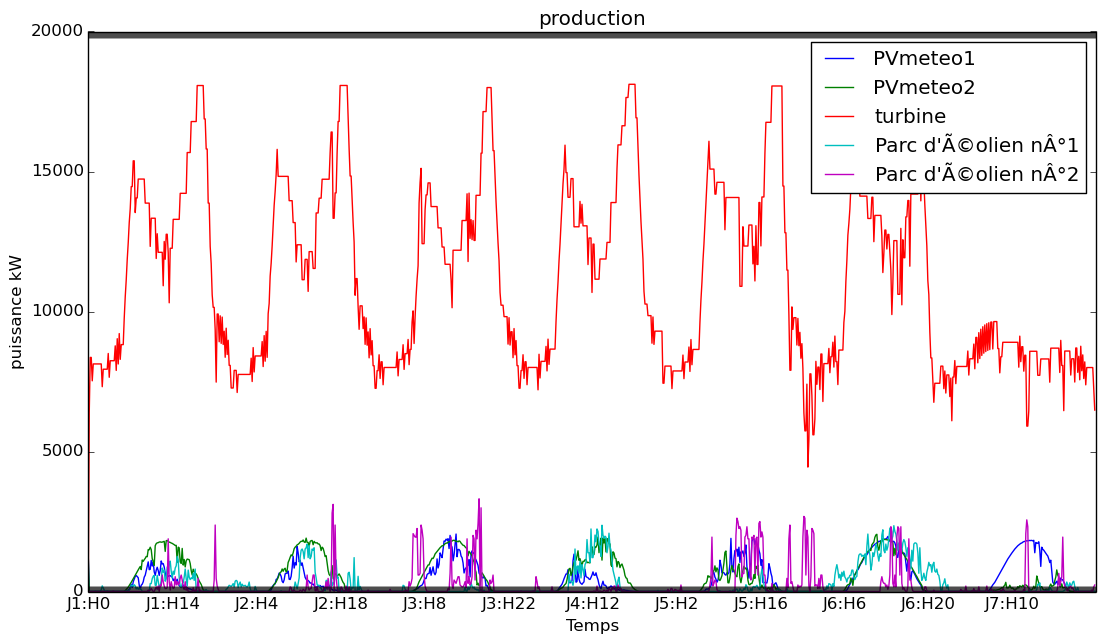 production
20000
15000
10000
5000
0
puissance kW
PVmeteo1
PVmeteo2
turbine
Parc d'Ã©olien nÂ°1
Parc d'Ã©olien nÂ°2
J1:H0 J1:H14 J2:H4 J2:H18 J3:H8 J3:H22 J4:H12 J5:H2 J5:H16 J6:H6 J6:H20 J7:H10
Temps